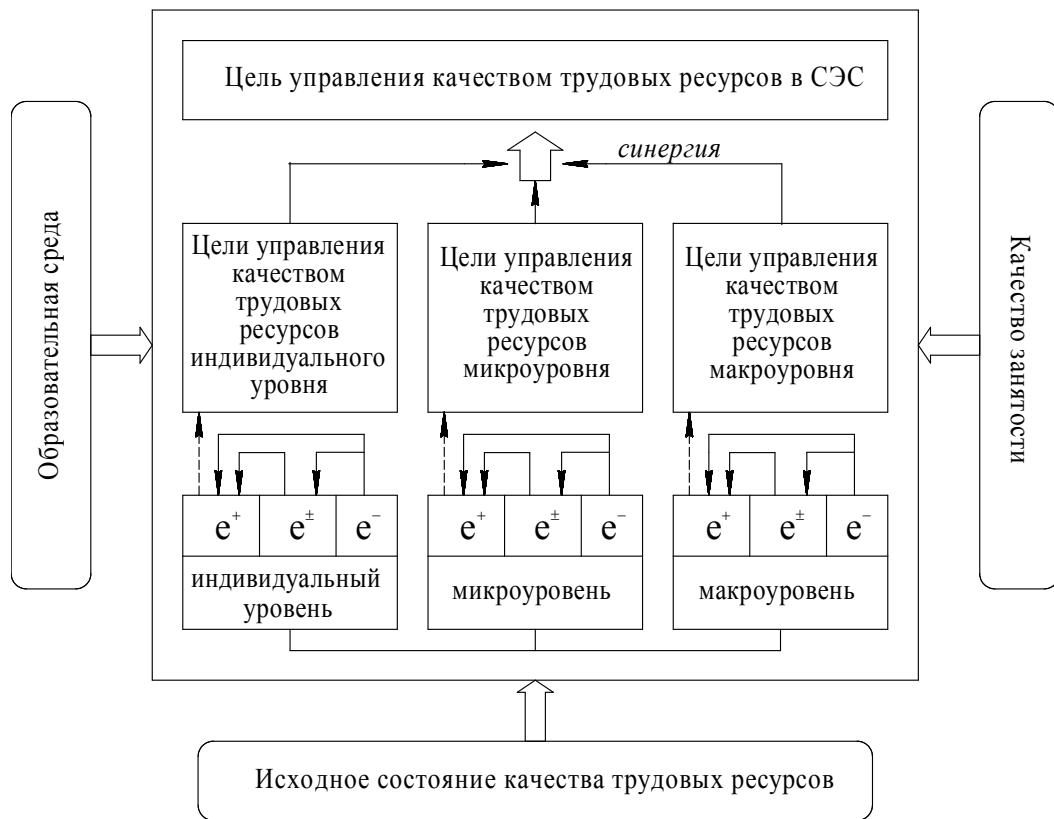 Цель управления качеством трудовых ресурсов в СЭС
синергия
Образовательная среда
Цели управления
качеством
трудовых
ресурсов
индивидуального
уровня
Цели управления
качеством
трудовых
ресурсов
микроуровня
Цели управления
качеством
трудовых
ресурсов
макроуровня
Качество занятости
e⁺ e± e⁻
индивидуальный
уровень
e⁺ e± e⁻
микроуровень
e⁺ e± e⁻
макроуровень
Исходное состояние качества трудовых ресурсов